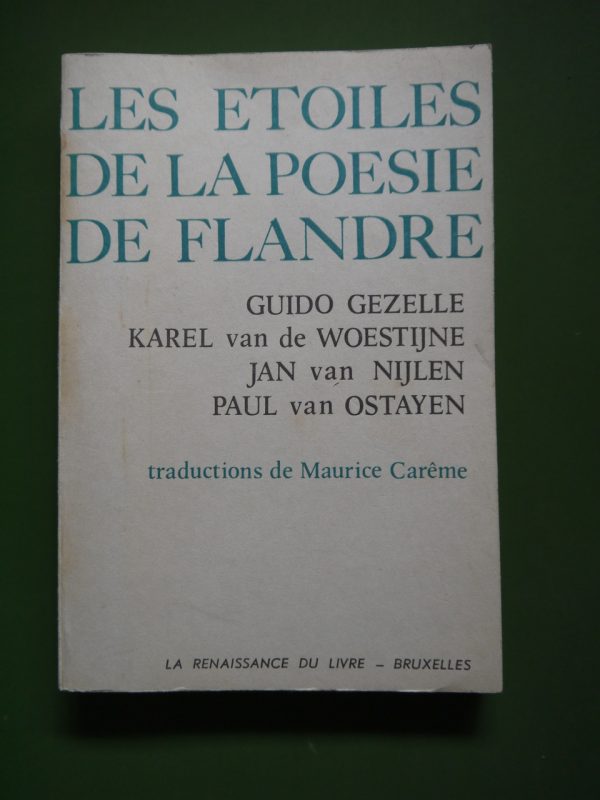 LES ETOILES
DE LA POESIE
DE FLANDRE
GUIDO GEZELLE
KAREL van de WOESTIJNE
JAN van NIJLEN
PAUL van OSTAYEN
traductions de Maurice Carême
LA RENAISSANCE DU LIVRE – BRUXELLES